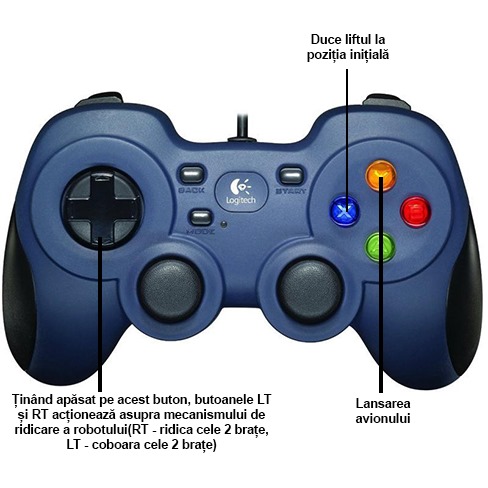 Duce liftul la
poziția inițială
BACK
START
Logitech
MODE
Y
X
B
A
Ținând apăsat pe acest buton, butoanele LT
și RT acționează asupra mecanismului de
ridicare a robotului(RT - ridica cele 2 brațe,
LT - coboara cele 2 brațe)
Lansarea
avionului